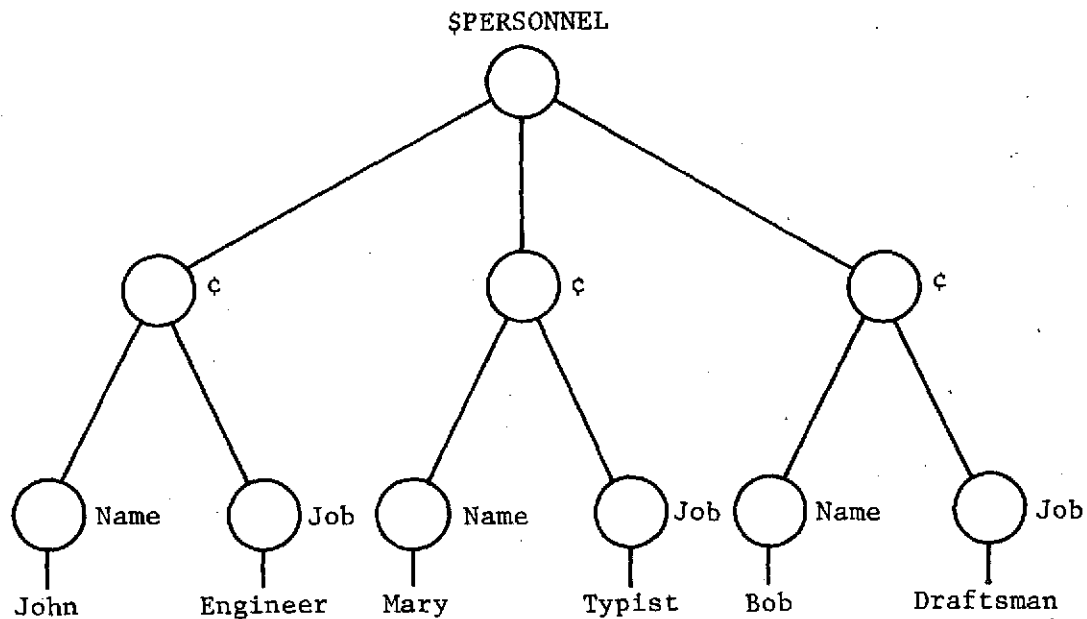 $PERSONNEL
¢ ¢ ¢
Name Job Name Job Name Job
John Engineer Mary Typist Bob Draftsman